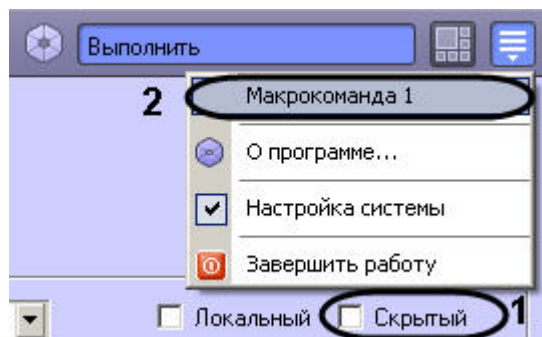 Выполнить
2 Макрокоманда 1
О программе...
Настройка системы
Завершить работу
Локальный Скрытый 1